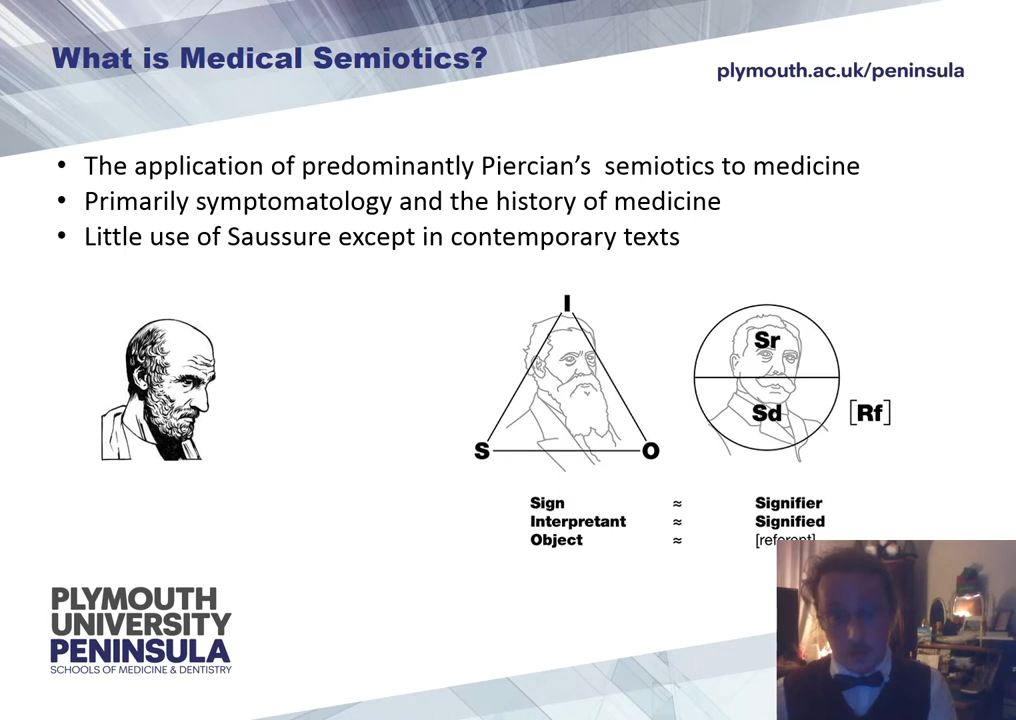 What is Medical Semiotics?
plymouth.ac.uk/peninsula
• The application of predominantly Piercian’s  semiotics to medicine
• Primarily symptomatology and the history of medicine
• Little use of Saussure except in contemporary texts
I
S
O
Sr
Sd
[Rf]
Sign ≈ Signifier
Interpretant ≈ Signified
Object ≈ [referent]
PLYMOUTH
UNIVERSITY
PENINSULA
SCHOOLS OF MEDICINE & DENTISTRY